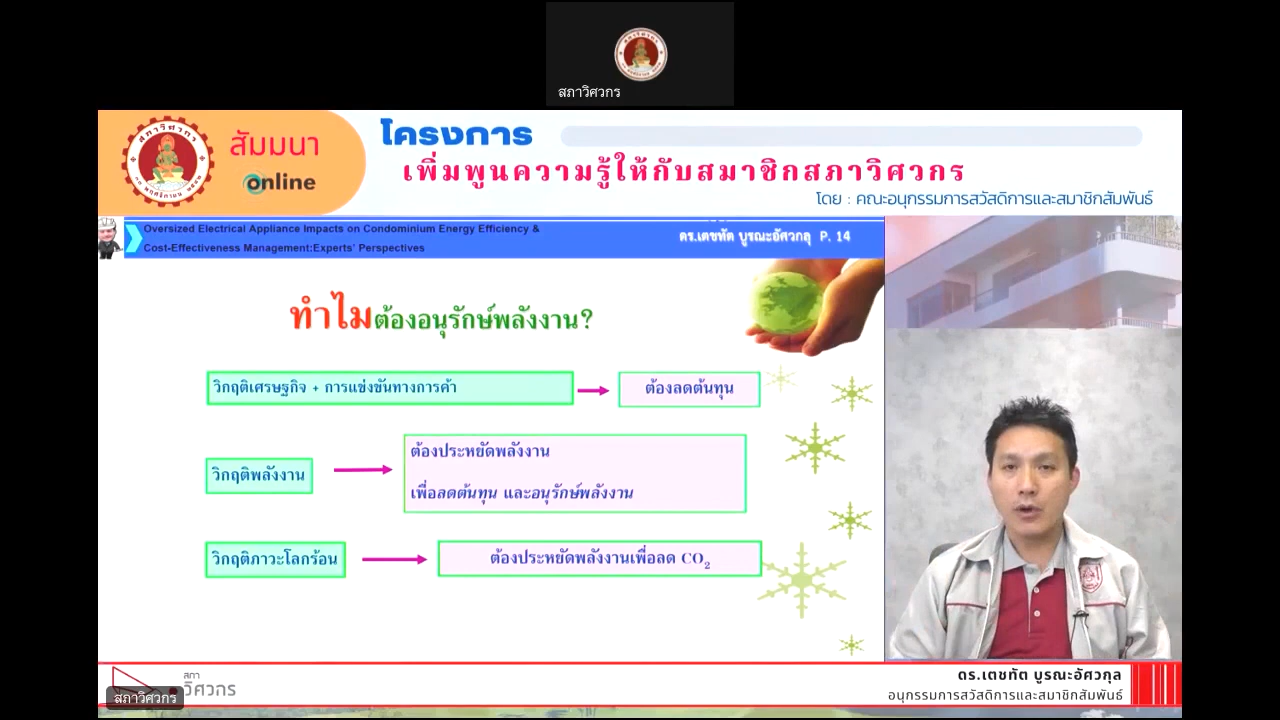 สภาวิศวกร
สภาวิศวกร
สัมมนา
online
โครงการ
เพิ่มพูนความรู้ให้กับสมาชิกสภาวิศวกร
โดย : คณะอนุกรรมการสวัสดิการและสมาชิกสัมพันธ์
Oversized Electrical Appliance Impacts on Condominium Energy Efficiency &
Cost-Effectiveness Management:Experts' Perspectives
ดร.เตชทัต บูรณะอัศวกุล P. 14
ทำไมต้องอนุรักษ์พลังงาน?
วิกฤติเศรษฐกิจ + การแข่งขันทางการค้า
ต้องลดต้นทุน
วิกฤติพลังงาน
ต้องประหยัดพลังงาน
เพื่อลดต้นทุน และอนุรักษ์พลังงาน
วิกฤติภาวะโลกร้อน
ต้องประหยัดพลังงานเพื่อลด CO2
สภา
วิศวกร
สภาวิศวกร
ดร.เตชทัต บูรณะอัศวกุล
อนุกรรมการสวัสดิการและสมาชิกสัมพันธ์